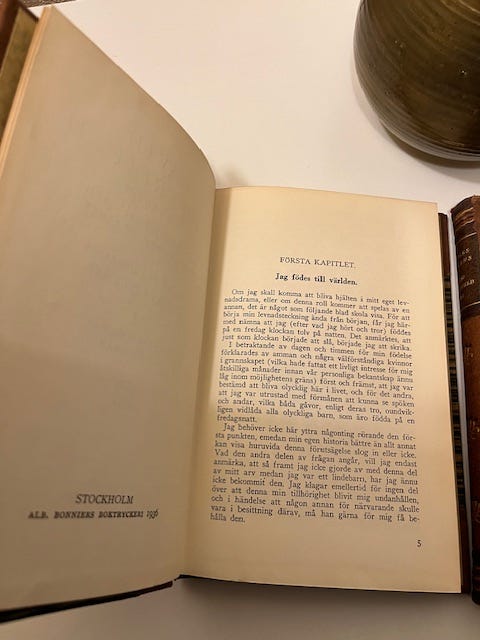 STOCKHOLM
ALB. BONNIERS BOKTRYCKERI 1936
FÖRSTA KAPITLET.
Jag födes till världen.
Om jag skall komma att bliva hjälten i mitt eget lev-
nadsdrama, eller om denna roll kommer att spelas av en
annan, det är något som följande blad skola visa. För att
börja min levnadsteckning ända från början, får jag här-
med nämna att jag (efter vad jag hört och tror) föddes
på en fredag klockan tolv på natten. Det anmärktes, att
just som klockan började att slå, började jag att skrika.
I betraktande av dagen och timmen för min födelse
förklarades av amman och några välförståndiga kvinnor
i grannskapet (vilka hade fattat ett livligt intresse för mig
åtskilliga månader innan vår personliga bekantskap ännu
låg inom möjlighetens gräns) först och främst, att jag var
bestämd att bliva olycklig här i livet, och för det andra,
att jag var utrustad med förmånen att kunna se spöken
och andar, vilka båda gåvor, enligt deras tro, oundvik-
ligen vidlåda alla olyckliga barn, som äro födda på en
fredagsnatt.
Jag behöver icke här yttra någonting rörande den för-
sta punkten, emedan min egen historia bättre än allt annat
kan visa huruvida denna förutsägelse slog in eller icke.
Vad den andra delen av frågan angår, vill jag endast
anmärka, att så framt jag icke gjorde av med denna del
av mitt arv medan jag var ett lindebarn, har jag ännu
icke bekommit den. Jag klagar emellertid för ingen del
över att denna min tillhörighet blivit mig undanhållen,
och i händelse att någon annan för närvarande skulle
vara i besittning därav, må han gärna för mig få be-
hålla den.
5